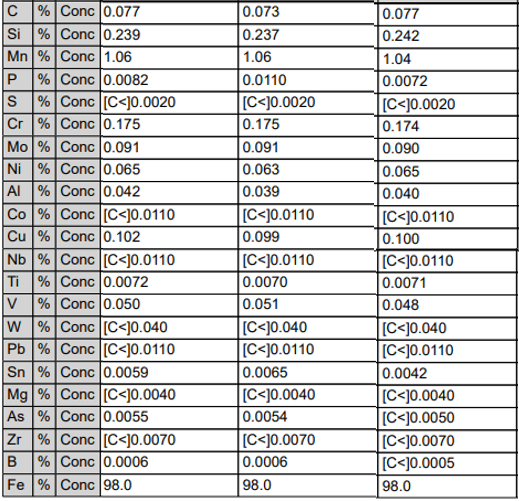 C % Conc 0.077 0.073 0.077
Si % Conc 0.239 0.237 0.242
Mn % Conc 1.06 1.06 1.04
P % Conc 0.0082 0.0110 0.0072
S % Conc [C<]0.0020 [C<]0.0020 [C<]0.0020
Cr % Conc 0.175 0.175 0.174
Mo % Conc 0.091 0.091 0.090
Ni % Conc 0.065 0.063 0.065
Al % Conc 0.042 0.039 0.040
Co % Conc [C<]0.0110 [C<]0.0110 [C<]0.0110
Cu % Conc 0.102 0.099 0.100
Nb % Conc [C<]0.0110 [C<]0.0110 [C<]0.0110
Ti % Conc 0.0072 0.0070 0.0071
V % Conc 0.050 0.051 0.048
W % Conc [C<]0.040 [C<]0.040 [C<]0.040
Pb % Conc [C<]0.0110 [C<]0.0110 [C<]0.0110
Sn % Conc 0.0059 0.0065 0.0042
Mg % Conc [C<]0.0040 [C<]0.0040 [C<]0.0040
As % Conc 0.0055 0.0054 [C<]0.0050
Zr % Conc [C<]0.0070 [C<]0.0070 [C<]0.0070
B % Conc 0.0006 0.0006 [C<]0.0005
Fe % Conc 98.0 98.0 98.0